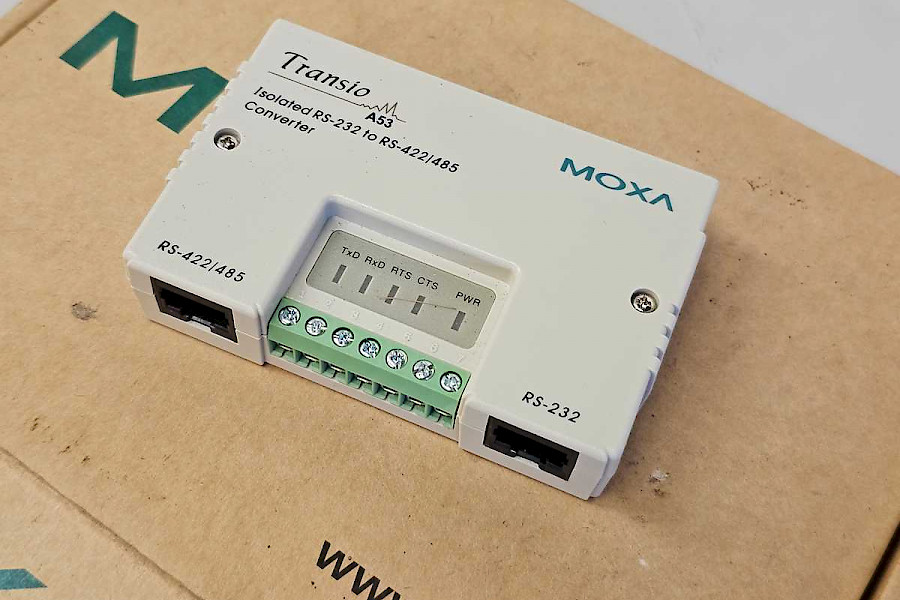 Transio
A53
Isolated RS-232 to RS-422/485
Converter
MOXA
RS-422/485
TxD RxD RTS CTS PWR
RS-232
M
www.